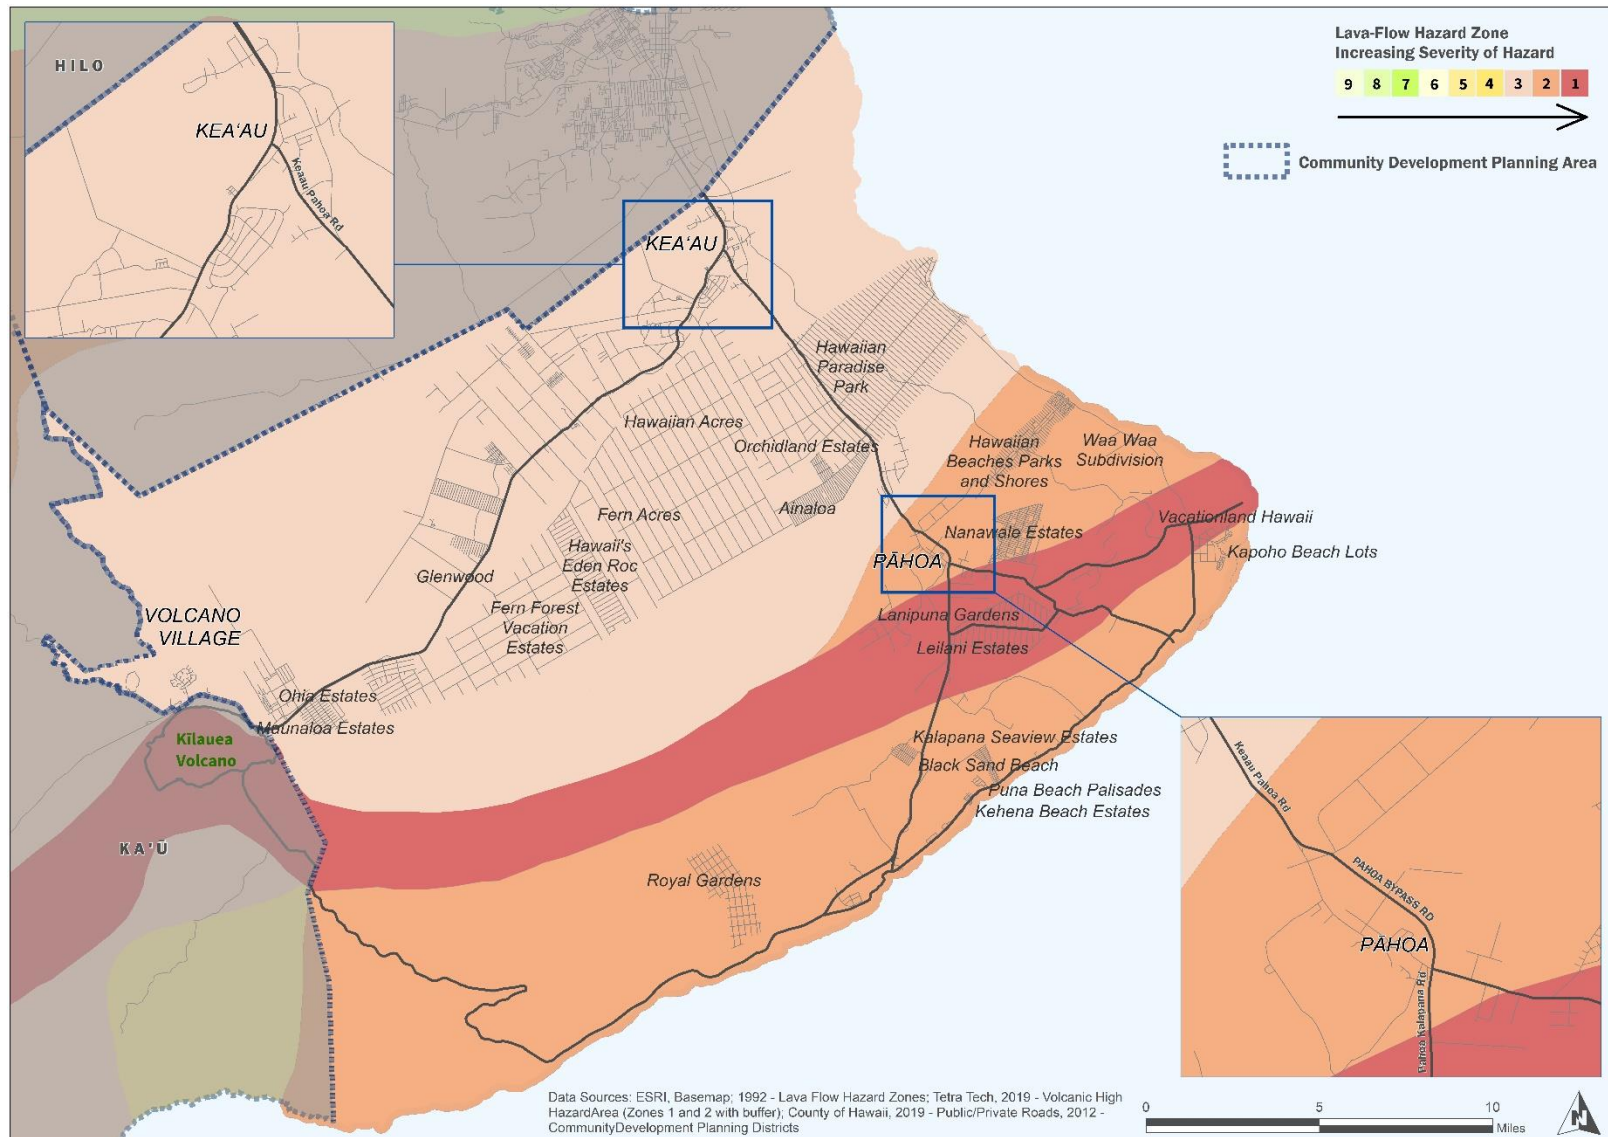 HILO
KEAʻAU
Keaau Pahoa Rd
Lava-Flow Hazard Zone
Increasing Severity of Hazard
9 8 7 6 5 4 3 2 1
Community Development Planning Area
KEAʻAU
Hawaiian
Paradise
Park
Hawaiian Acres
Orchidland Estates
Hawaiian
Beaches Parks
and Shores
Waa Waa
Subdivision
Ainaloa
Fern Acres
Nanawale Estates
Vacationland Hawaii
Kapoho Beach Lots
Hawaii's
Eden Roc
Estates
PĀHOA
Glenwood
Fern Forest
Vacation
Estates
VOLCANO
VILLAGE
Lanipuna Gardens
Leilani Estates
Ohia Estates
Maunaloa Estates
Kīlauea
Volcano
Kalapana Seaview Estates
Black Sand Beach
Puna Beach Palisades
Kehena Beach Estates
KAʻŪ
Royal Gardens
Keaau Pahoa Rd
PAHOA BYPASS RD
PĀHOA
Pahoa Kalapana Rd
Data Sources: ESRI, Basemap; 1992 - Lava Flow Hazard Zones; Tetra Tech, 2019 - Volcanic High
HazardArea (Zones 1 and 2 with buffer); County of Hawaii, 2019 - Public/Private Roads, 2012 -
CommunityDevelopment Planning Districts
0 5 10
Miles
N